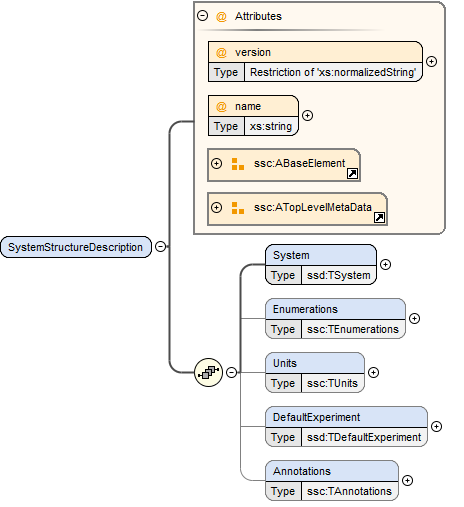 @ Attributes
@ version
Type Restriction of 'xs:normalizedString'
@ name
Type xs:string
ssc:ABaseElement
ssc:ATopLevelMetaData
SystemStructureDescription
System
Type ssd:TSystem
Enumerations
Type ssc:TEnumerations
Units
Type ssc:TUnits
DefaultExperiment
Type ssd:TDefaultExperiment
Annotations
Type ssc:TAnnotations